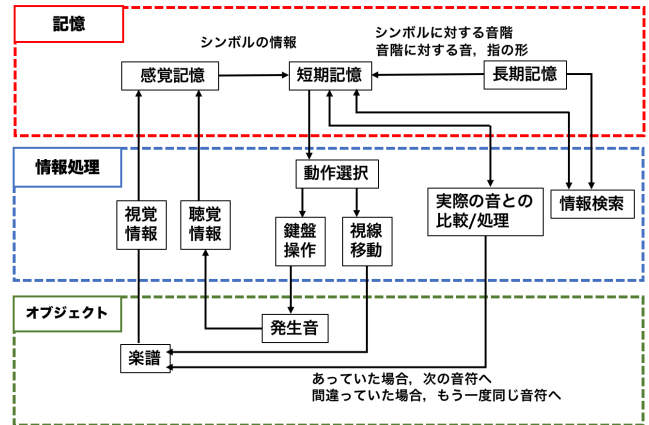 記憶
シンボルの情報
シンボルに対する音階
音階に対する音，指の形
感覚記憶
短期記憶
長期記憶
情報処理
動作選択
視覚
情報
聴覚
情報
鍵盤
操作
視線
移動
実際の音との
比較/処理
情報検索
オブジェクト
発生音
楽譜
あっていた場合，次の音符へ
間違っていた場合，もう一度同じ音符へ